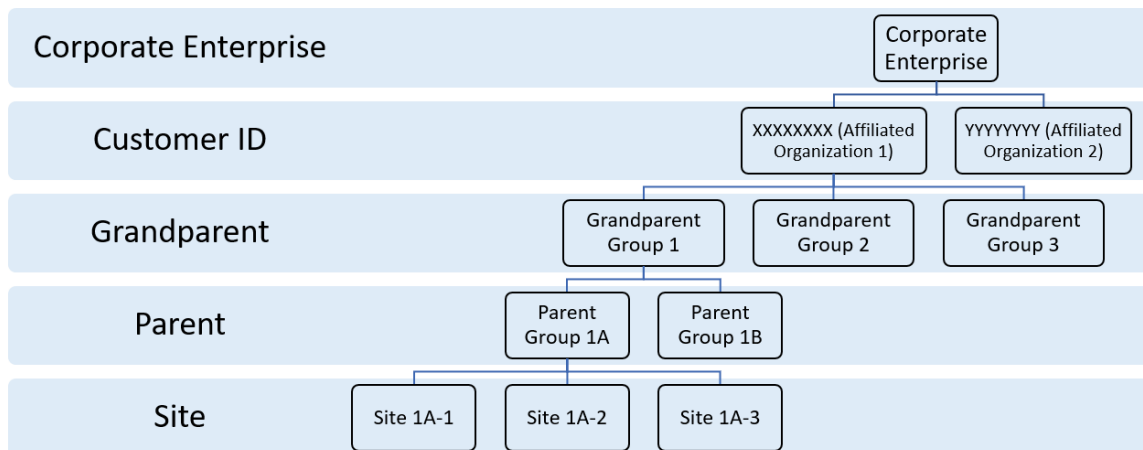 Corporate Enterprise
Corporate
Enterprise
Customer ID
XXXXXXXX (Affiliated
Organization 1)
YYYYYYYY (Affiliated
Organization 2)
Grandparent
Grandparent
Group 1
Grandparent
Group 2
Grandparent
Group 3
Parent
Parent
Group 1A
Parent
Group 1B
Site
Site 1A-1
Site 1A-2
Site 1A-3